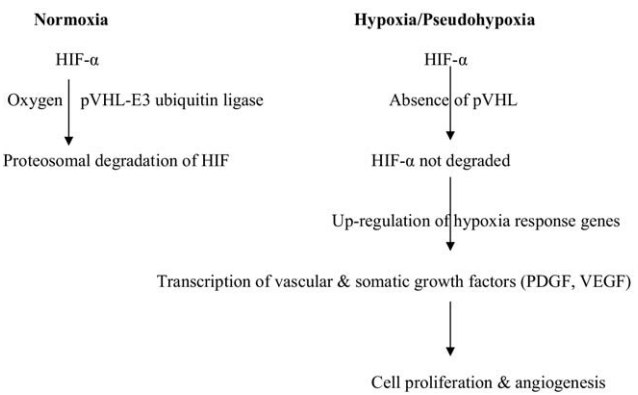 Normoxia
HIF-α
Oxygen pVHL-E3 ubiquitin ligase
Proteosomal degradation of HIF
Hypoxia/Pseudohypoxia
HIF-α
Absence of pVHL
HIF-α not degraded
Up-regulation of hypoxia response genes
Transcription of vascular & somatic growth factors (PDGF, VEGF)
Cell proliferation & angiogenesis